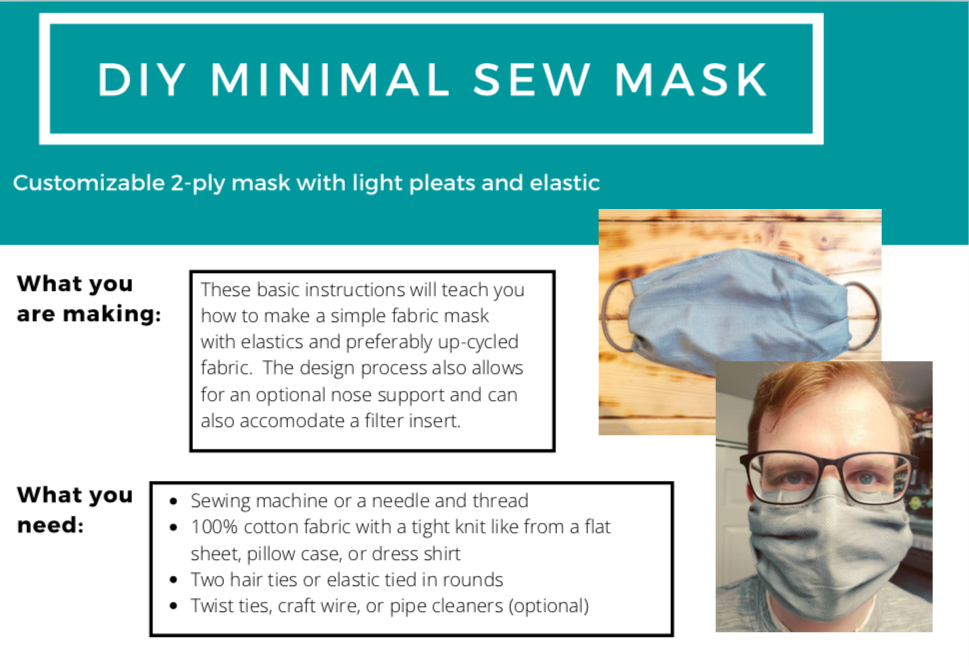 DIY MINIMAL SEW MASK
Customizable 2-ply mask with light pleats and elastic
What you
are making:
These basic instructions will teach you
how to make a simple fabric mask
with elastics and preferably up-cycled
fabric.  The design process also allows
for an optional nose support and can
also accomodate a filter insert.
What you
need:
• Sewing machine or a needle and thread
• 100% cotton fabric with a tight knit like from a flat
sheet, pillow case, or dress shirt
• Two hair ties or elastic tied in rounds
• Twist ties, craft wire, or pipe cleaners (optional)